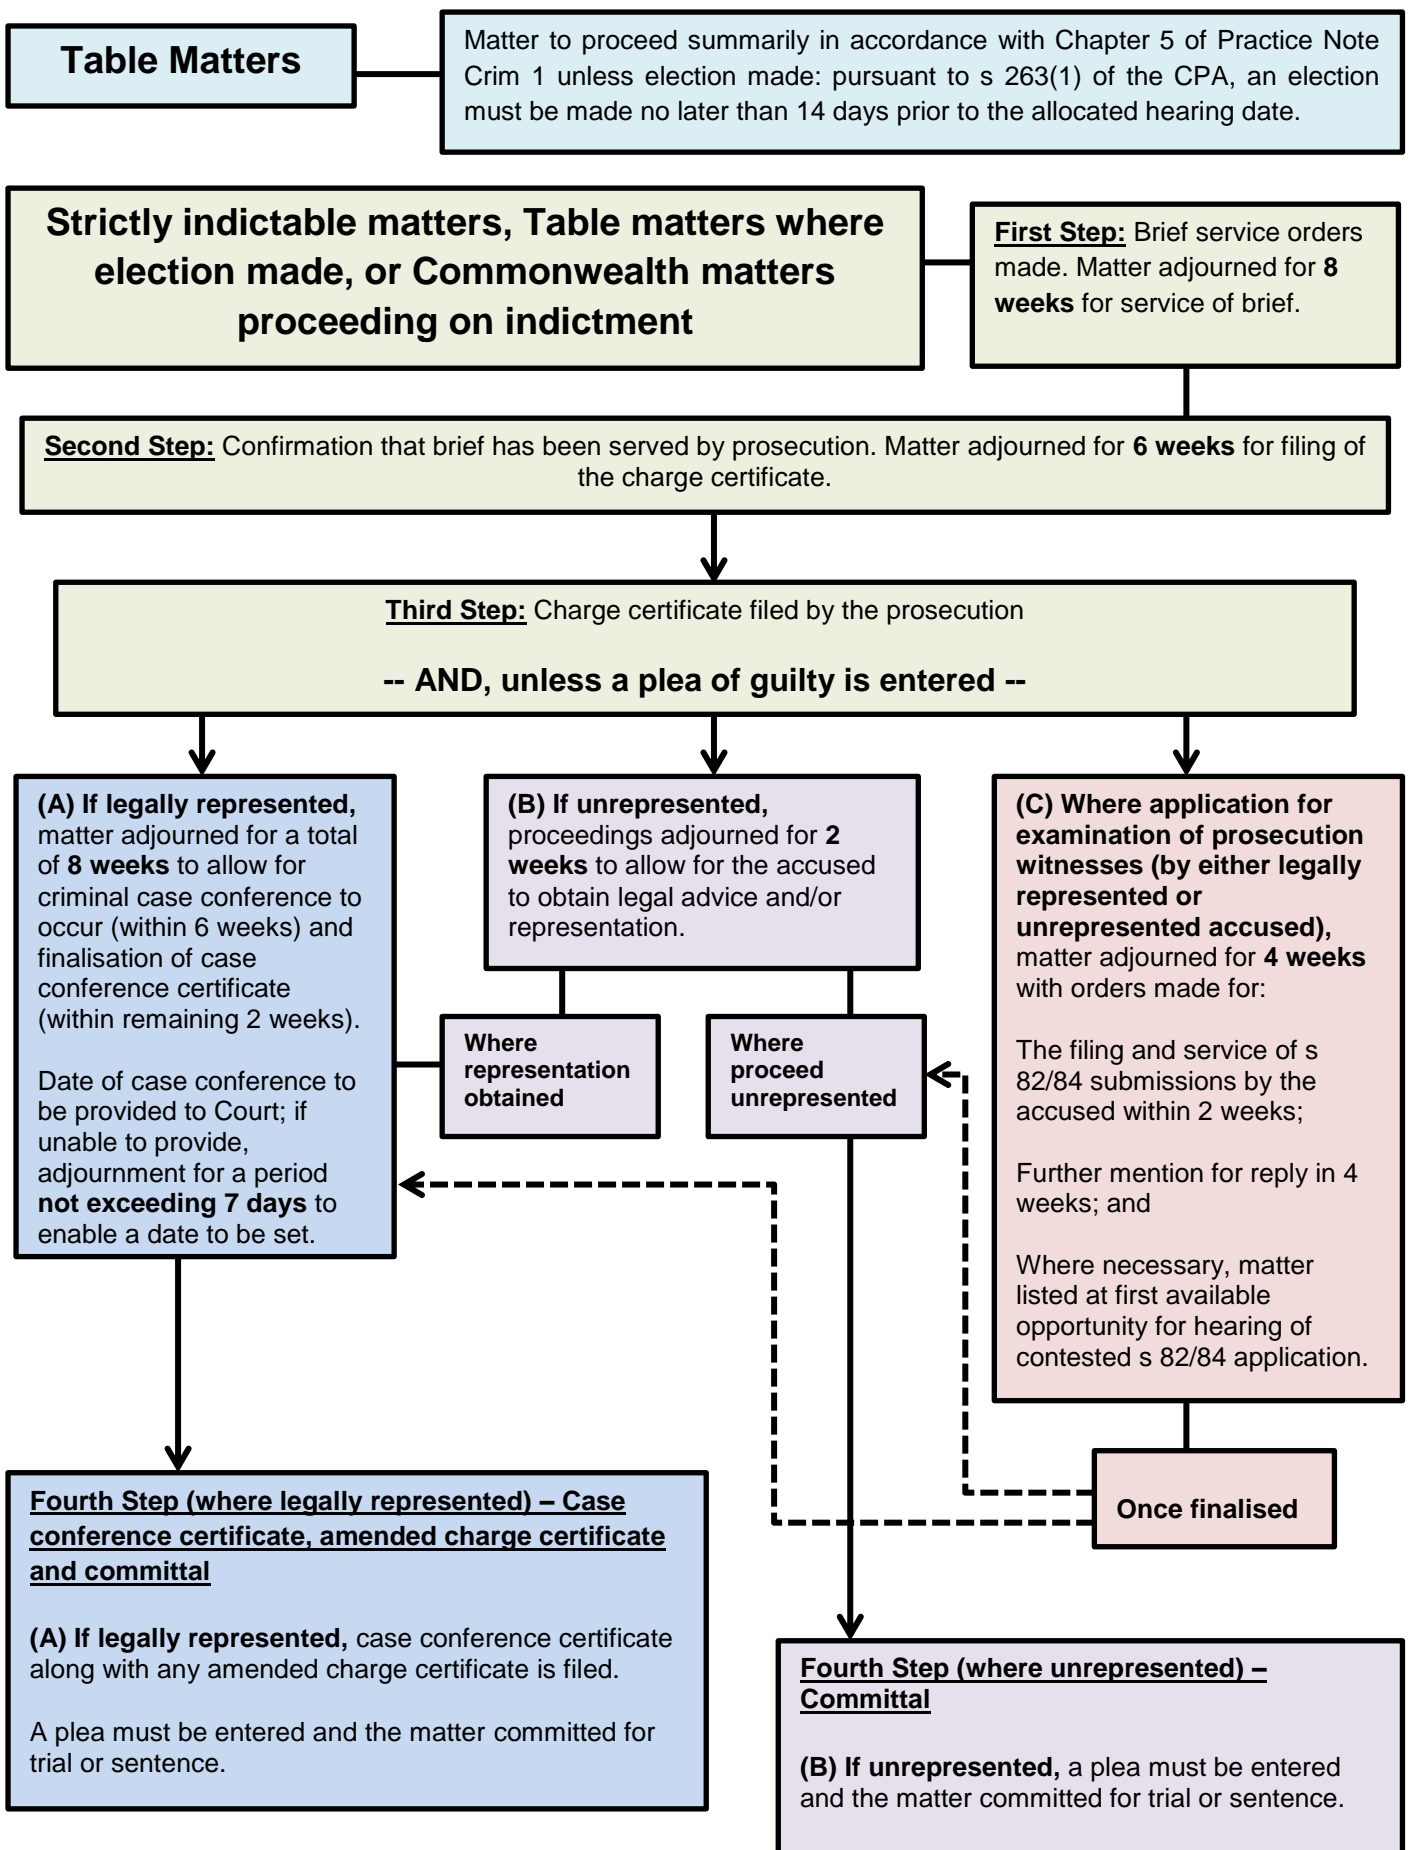 Table Matters
Matter to proceed summarily in accordance with Chapter 5 of Practice Note
Crim 1 unless election made: pursuant to s 263(1) of the CPA, an election
must be made no later than 14 days prior to the allocated hearing date.
Strictly indictable matters, Table matters where
election made, or Commonwealth matters
proceeding on indictment
First Step: Brief service orders
made. Matter adjourned for 8
weeks for service of brief.
Second Step: Confirmation that brief has been served by prosecution. Matter adjourned for 6 weeks for filing of
the charge certificate.
Third Step: Charge certificate filed by the prosecution
-- AND, unless a plea of guilty is entered --
(A) If legally represented,
matter adjourned for a total
of 8 weeks to allow for
criminal case conference to
occur (within 6 weeks) and
finalisation of case
conference certificate
(within remaining 2 weeks).
Date of case conference to
be provided to Court; if
unable to provide,
adjournment for a period
not exceeding 7 days to
enable a date to be set.
(B) If unrepresented,
proceedings adjourned for 2
weeks to allow for the accused
to obtain legal advice and/or
representation.
Where
representation
obtained
Where
proceed
unrepresented
(C) Where application for
examination of prosecution
witnesses (by either legally
represented or
unrepresented accused),
matter adjourned for 4 weeks
with orders made for:
The filing and service of s
82/84 submissions by the
accused within 2 weeks;
Further mention for reply in 4
weeks; and
Where necessary, matter
listed at first available
opportunity for hearing of
contested s 82/84 application.
Once finalised
Fourth Step (where legally represented) – Case
conference certificate, amended charge certificate
and committal
(A) If legally represented, case conference certificate
along with any amended charge certificate is filed.
A plea must be entered and the matter committed for
trial or sentence.
Fourth Step (where unrepresented) –
Committal
(B) If unrepresented, a plea must be entered
and the matter committed for trial or sentence.